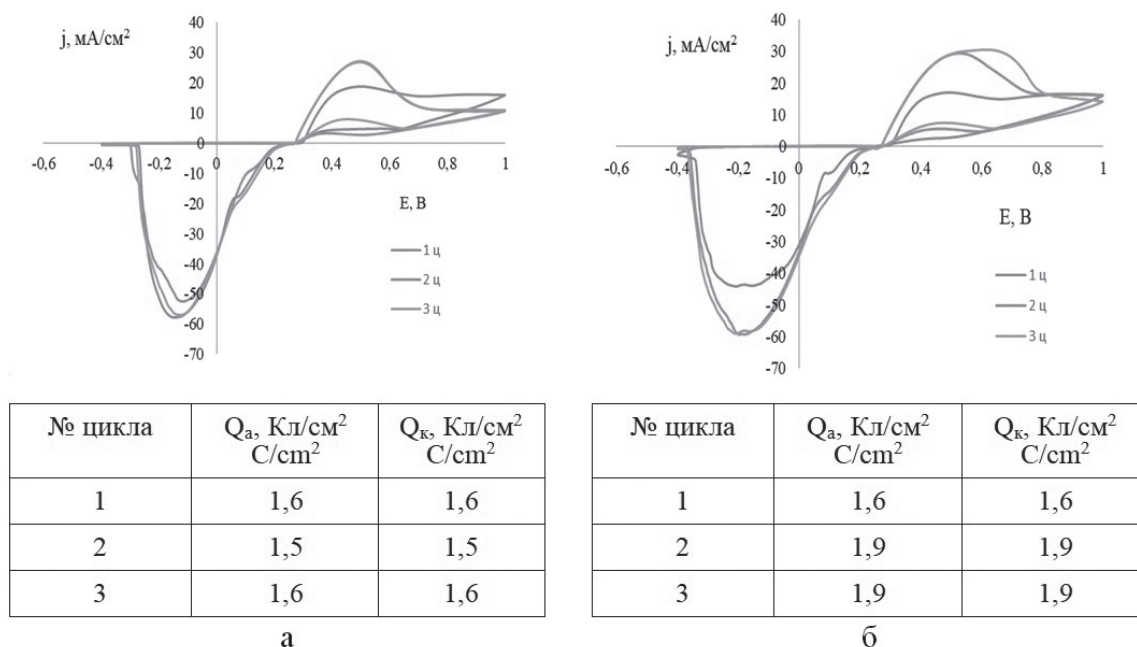 j, мА/см²
40
30
20
10
0
-10
-20
-30
-40
-50
-60
-70
-0,6 -0,4 -0,2 0 0,2 0,4 0,6 0,8 1
E, В
1 ц
2 ц
3 ц
j, мА/см²
40
30
20
10
0
-10
-20
-30
-40
-50
-60
-70
-0,6 -0,4 -0,2 0 0,2 0,4 0,6 0,8 1
E, В
1 ц
2 ц
3 ц
№ цикла Qа, Кл/см² Qк, Кл/см²
C/cm² C/cm²
1 1,6 1,6
2 1,5 1,5
3 1,6 1,6
а
№ цикла Qа, Кл/см² Qк, Кл/см²
C/cm² C/cm²
1 1,6 1,6
2 1,9 1,9
3 1,9 1,9
б